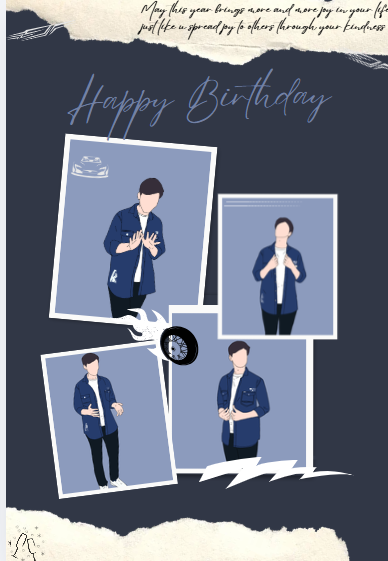 May this year brings more and more joy in your life
just like u spread joy to others through your kindness
Happy Birthday